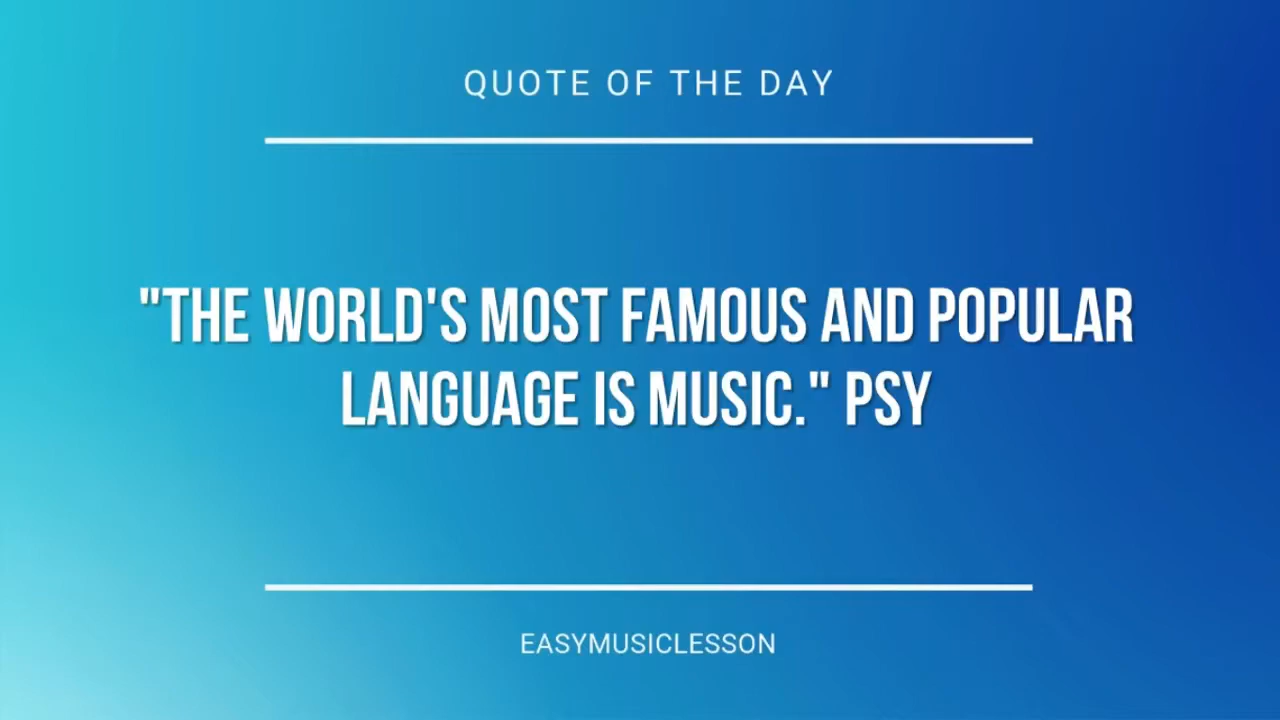 QUOTE OF THE DAY
"THE WORLD'S MOST FAMOUS AND POPULAR
LANGUAGE IS MUSIC." PSY
EASYMUSICLESSON